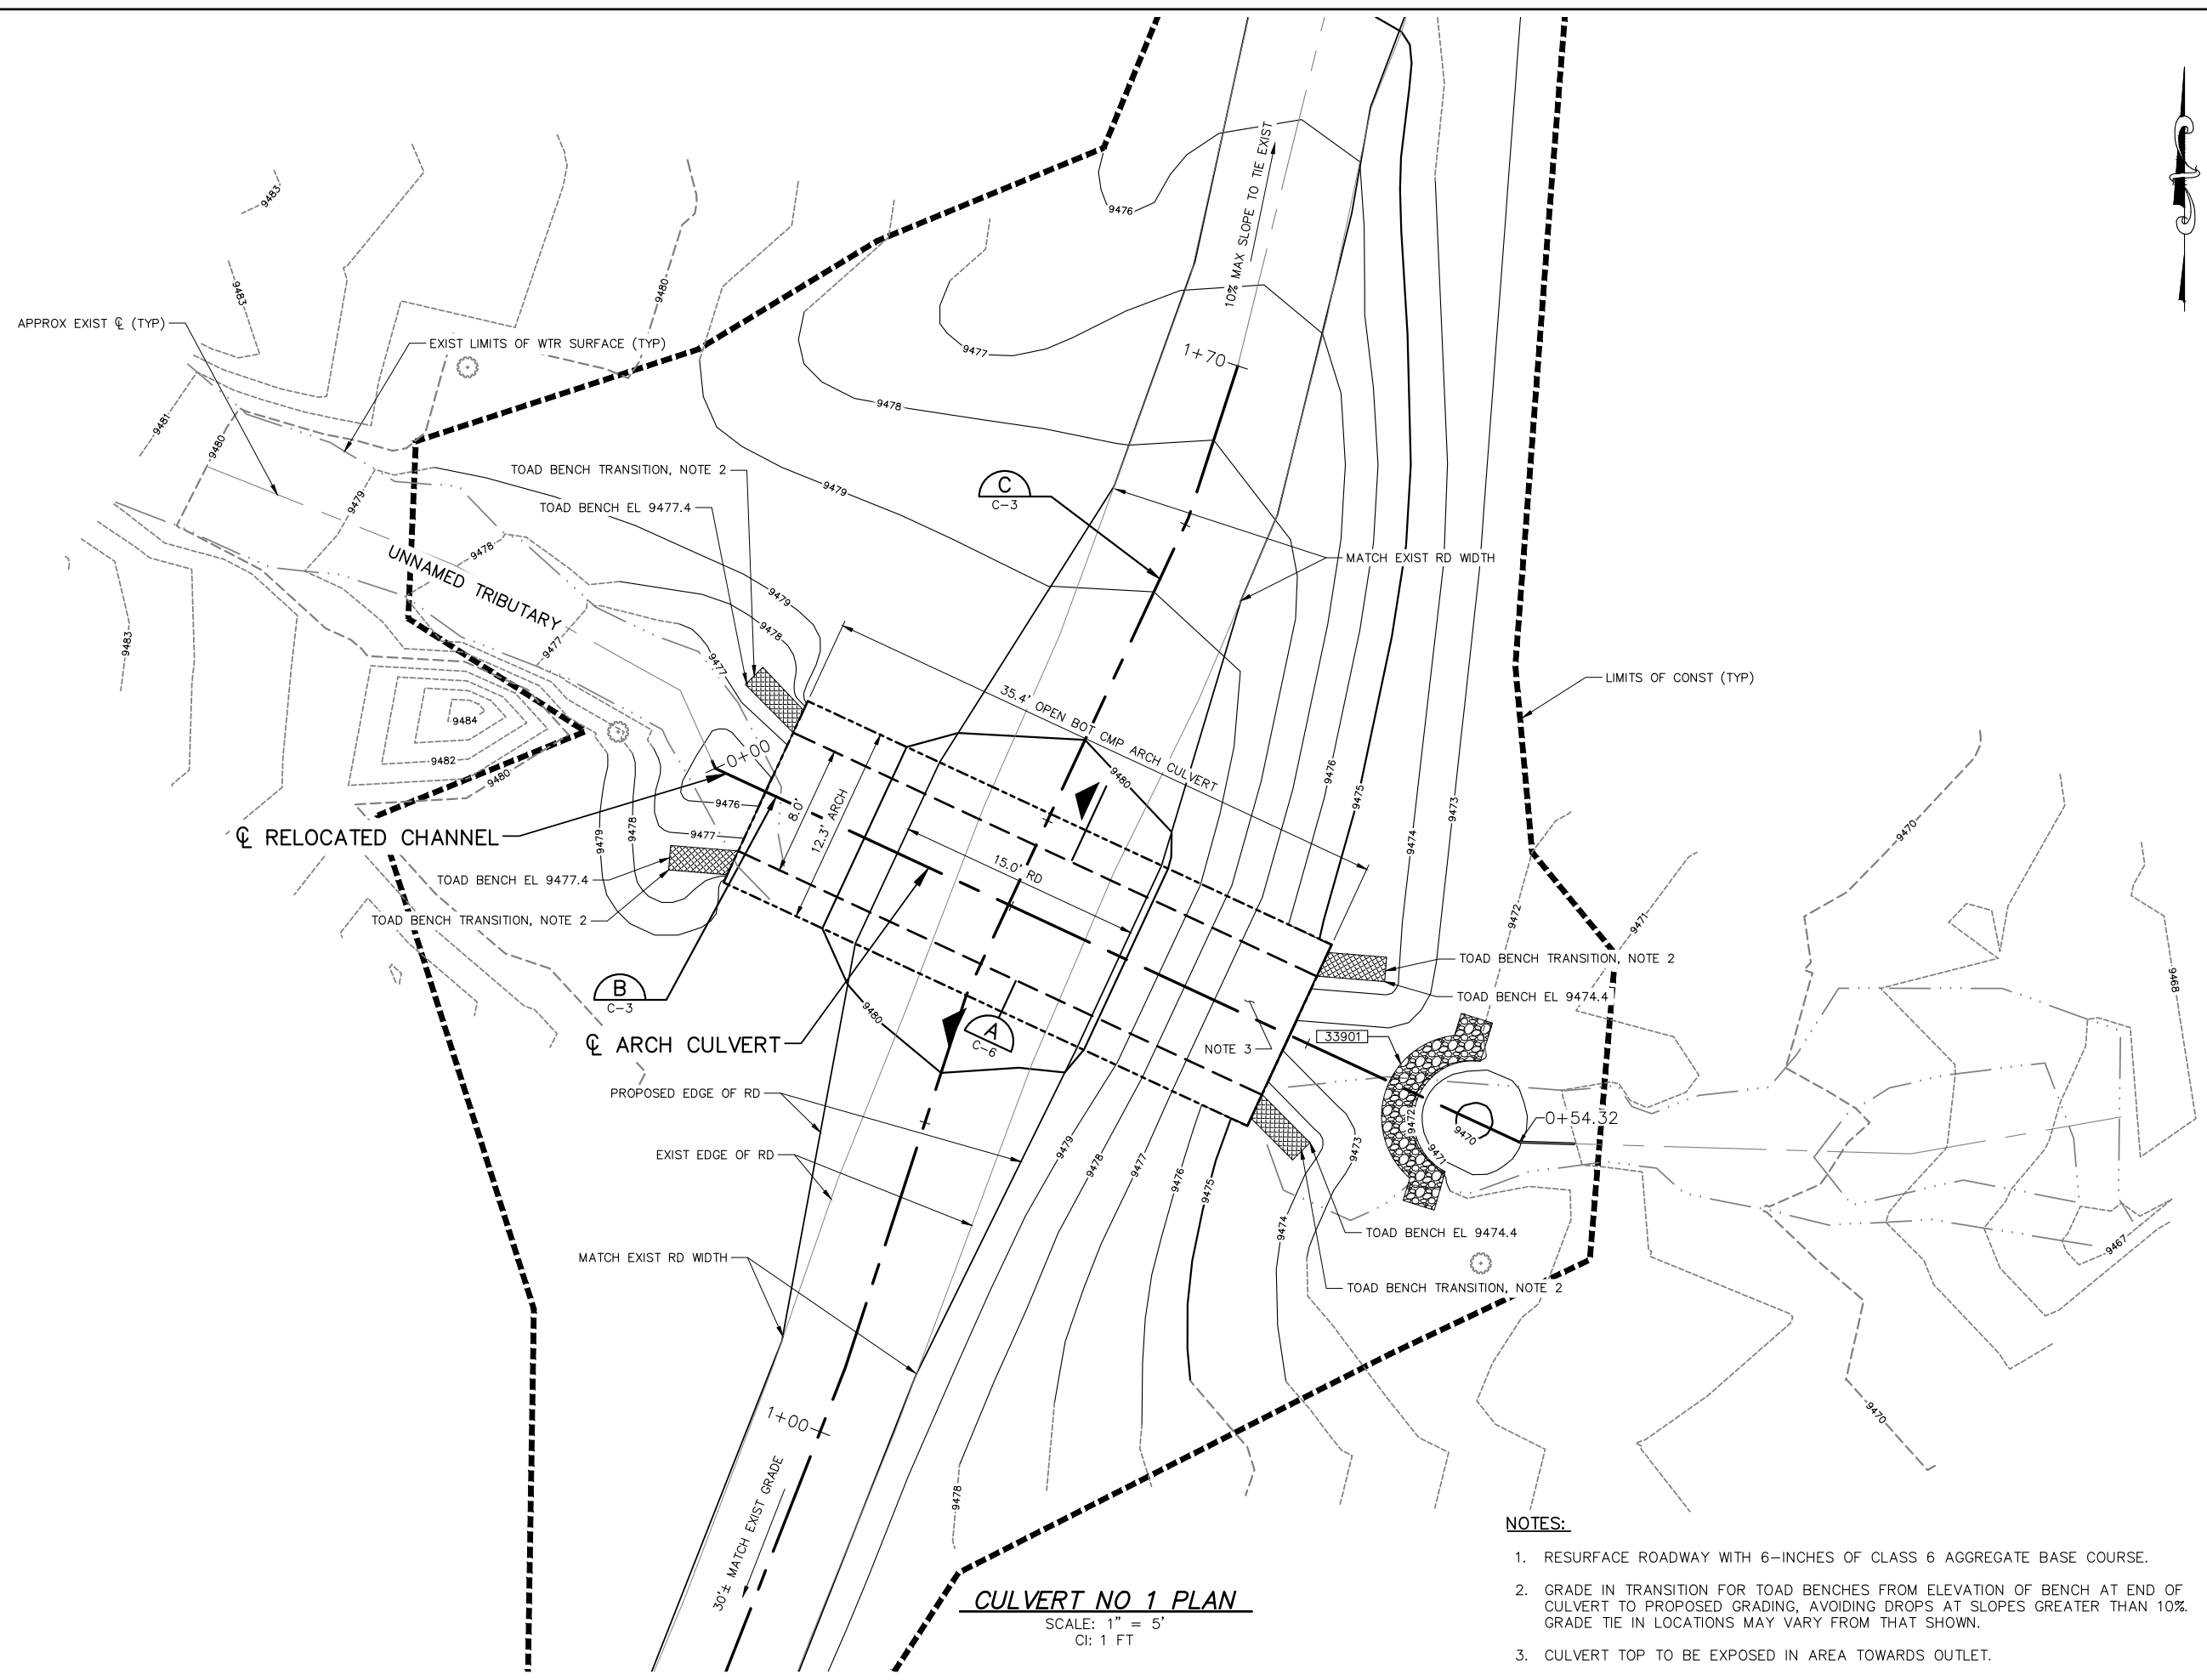 9483
9483
9480
APPROX EXIST ℄ (TYP)
EXIST LIMITS OF WTR SURFACE (TYP)
9481
9480
9479
9478
9477
9483
UNNAMED TRIBUTARY
9484
9482
9480
TOAD BENCH TRANSITION, NOTE 2
TOAD BENCH EL 9477.4
9476
9477
9478
9479
10% MAX SLOPE TO TIE EXIST
1+70
C
C-3
MATCH EXIST RD WIDTH
LIMITS OF CONST (TYP)
9479
9478
9477
35.4' OPEN BOT CMP ARCH CULVERT
0+00
9476
9477
9478
9479
8.0'
12.3' ARCH
15.0' RD
9480
9476
9475
9474
9473
℄ RELOCATED CHANNEL
TOAD BENCH EL 9477.4
TOAD BENCH TRANSITION, NOTE 2
B
C-3
℄ ARCH CULVERT
9480
A
C-6
NOTE 3
33901
TOAD BENCH TRANSITION, NOTE 2
TOAD BENCH EL 9474.4
9472
9471
9470
9468
9467
9470
9472
9471
9470
0+54.32
PROPOSED EDGE OF RD
EXIST EDGE OF RD
MATCH EXIST RD WIDTH
9479
9478
9477
9476
9475
9474
9473
TOAD BENCH EL 9474.4
TOAD BENCH TRANSITION, NOTE 2
1+00
30'± MATCH EXIST GRADE
9478
CULVERT NO 1 PLAN
SCALE: 1" = 5'
CI: 1 FT
NOTES:
1. RESURFACE ROADWAY WITH 6-INCHES OF CLASS 6 AGGREGATE BASE COURSE.
2. GRADE IN TRANSITION FOR TOAD BENCHES FROM ELEVATION OF BENCH AT END OF
CULVERT TO PROPOSED GRADING, AVOIDING DROPS AT SLOPES GREATER THAN 10%.
GRADE TIE IN LOCATIONS MAY VARY FROM THAT SHOWN.
3. CULVERT TOP TO BE EXPOSED IN AREA TOWARDS OUTLET.